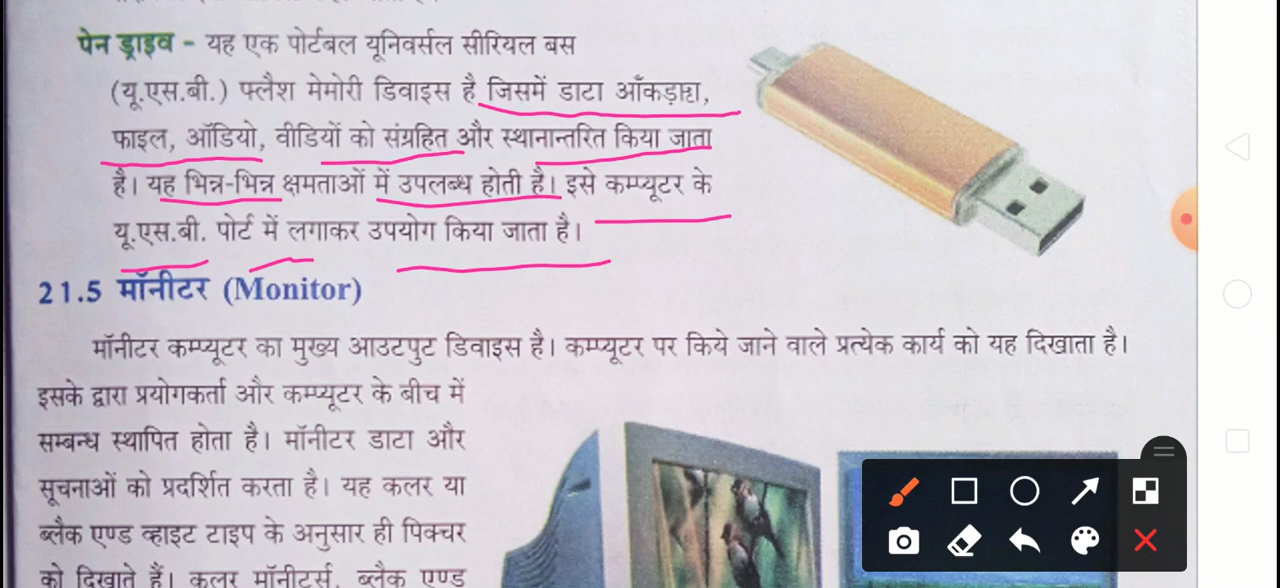 पेन ड्राइव - यह एक पोर्टबल यूनिवर्सल सीरियल बस
(यू.एस.बी.) फ्लैश मेमोरी डिवाइस है जिसमें डाटा
फाइल, ऑडियो, वीडियों को संग्रहित और स्थानान्तरित किया जाता
है। यह भिन्न-भिन्न क्षमताओं में उपलब्ध होती है। इसे कम्प्यूटर के
यू.एस.बी. पोर्ट में लगाकर उपयोग किया जाता है।
21.5 मॉनीटर (Monitor)
मॉनीटर कम्प्यूटर का मुख्य आउटपुट डिवाइस है। कम्प्यूटर पर किये जाने वाले प्रत्येक कार्य को यह दिखाता है।
इसके द्वारा प्रयोगकर्ता और कम्प्यूटर के बीच में
सम्बन्ध स्थापित होता है। मॉनीटर डाटा और
सूचनाओं को प्रदर्शित करता है। यह कलर या
ब्लैक एण्ड व्हाइट टाइप के अनुसार ही पिक्चर
को दिखाते हैं। कलर मॉनीटर्स, ब्लैक एण्ड